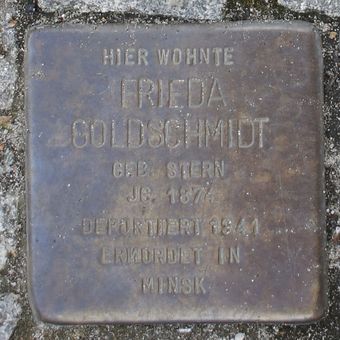 HIER WOHNTE
FRIEDA
GOLDSCHMIDT
GEB. STERN
JG. 1874
DEPORTIERT 1941
ERMORDET IN
MINSK